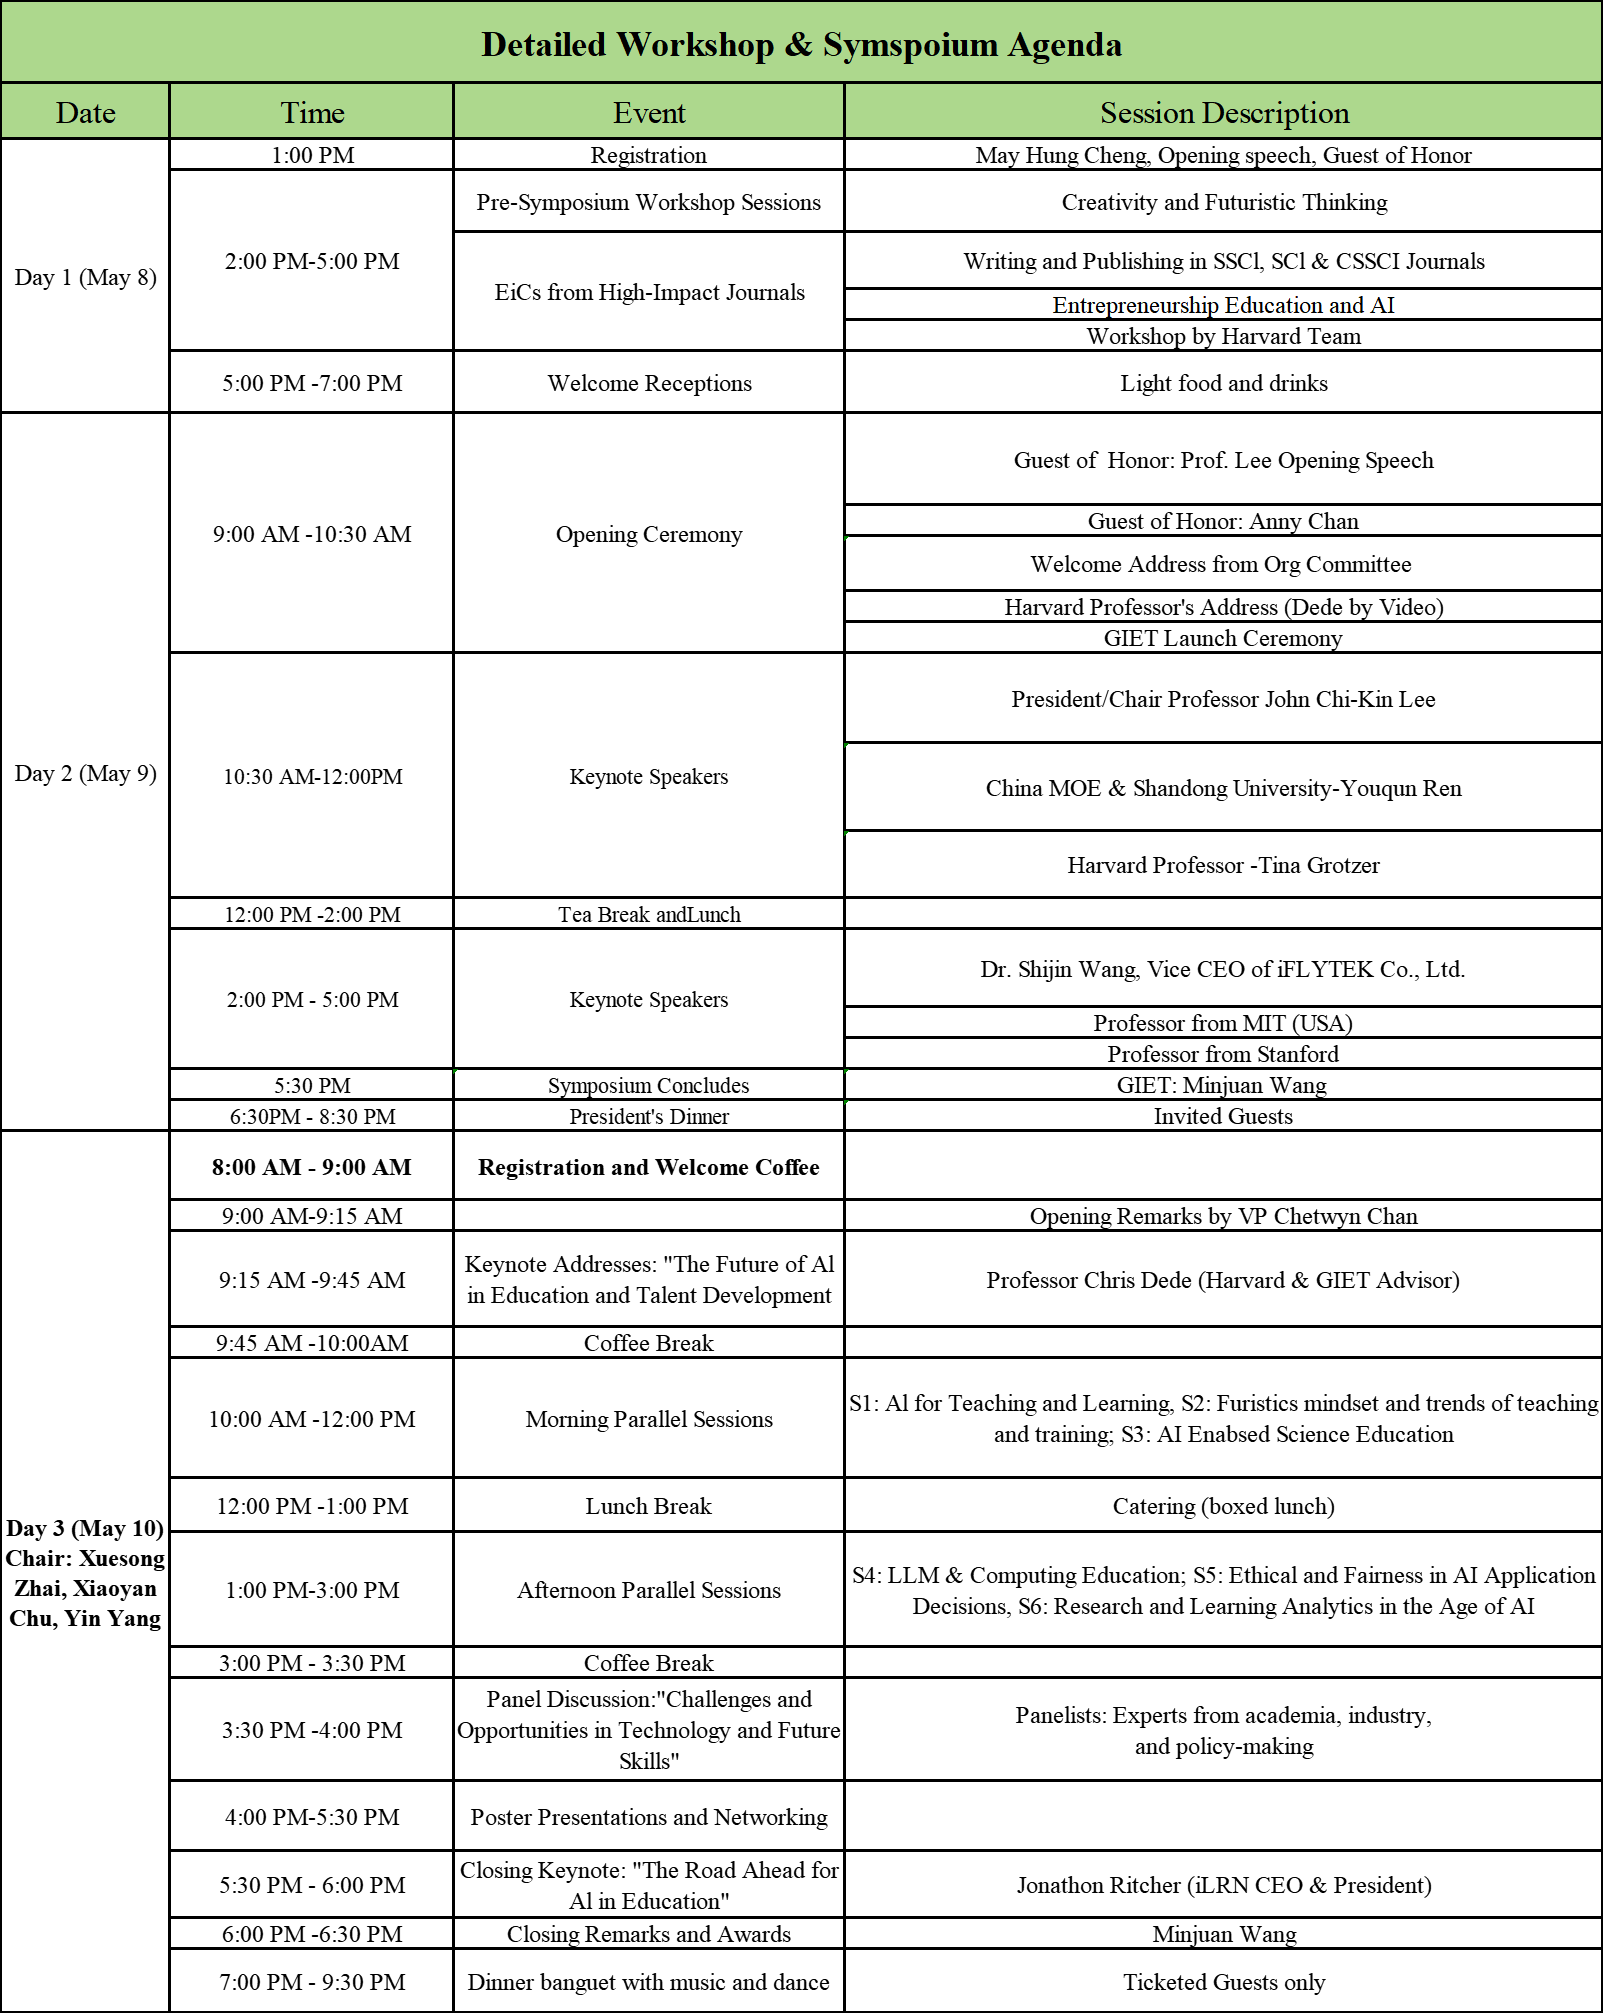 Detailed Workshop & Symspoium Agenda
Date Time Event Session Description
Day 1 (May 8)
1:00 PM Registration May Hung Cheng, Opening speech, Guest of Honor
2:00 PM-5:00 PM
Pre-Symposium Workshop Sessions Creativity and Futuristic Thinking
EiCs from High-Impact Journals
Writing and Publishing in SSCl, SCl & CSSCI Journals
Entrepreneurship Education and AI
Workshop by Harvard Team
5:00 PM -7:00 PM Welcome Receptions Light food and drinks
Day 2 (May 9)
9:00 AM -10:30 AM Opening Ceremony
Guest of  Honor: Prof. Lee Opening Speech
Guest of Honor: Anny Chan
Welcome Address from Org Committee
Harvard Professor's Address (Dede by Video)
GIET Launch Ceremony
10:30 AM-12:00PM Keynote Speakers
President/Chair Professor John Chi-Kin Lee
China MOE & Shandong University-Youqun Ren
Harvard Professor -Tina Grotzer
12:00 PM -2:00 PM Tea Break andLunch
2:00 PM - 5:00 PM Keynote Speakers
Dr. Shijin Wang, Vice CEO of iFLYTEK Co., Ltd.
Professor from MIT (USA)
Professor from Stanford
5:30 PM Symposium Concludes GIET: Minjuan Wang
6:30PM - 8:30 PM President's Dinner Invited Guests
Day 3 (May 10)
Chair: Xuesong
Zhai, Xiaoyan
Chu, Yin Yang
8:00 AM - 9:00 AM Registration and Welcome Coffee
9:00 AM-9:15 AM Opening Remarks by VP Chetwyn Chan
9:15 AM -9:45 AM
Keynote Addresses: "The Future of Al
in Education and Talent Development
Professor Chris Dede (Harvard & GIET Advisor)
9:45 AM -10:00AM Coffee Break
10:00 AM -12:00 PM Morning Parallel Sessions
S1: Al for Teaching and Learning, S2: Furistics mindset and trends of teaching
and training; S3: AI Enabsed Science Education
12:00 PM -1:00 PM Lunch Break Catering (boxed lunch)
1:00 PM-3:00 PM Afternoon Parallel Sessions
S4: LLM & Computing Education; S5: Ethical and Fairness in AI Application
Decisions, S6: Research and Learning Analytics in the Age of AI
3:00 PM - 3:30 PM Coffee Break
3:30 PM -4:00 PM
Panel Discussion:"Challenges and
Opportunities in Technology and Future
Skills"
Panelists: Experts from academia, industry,
and policy-making
4:00 PM-5:30 PM Poster Presentations and Networking
5:30 PM - 6:00 PM
Closing Keynote: "The Road Ahead for
Al in Education"
Jonathon Ritcher (iLRN CEO & President)
6:00 PM -6:30 PM Closing Remarks and Awards Minjuan Wang
7:00 PM - 9:30 PM Dinner banguet with music and dance Ticketed Guests only